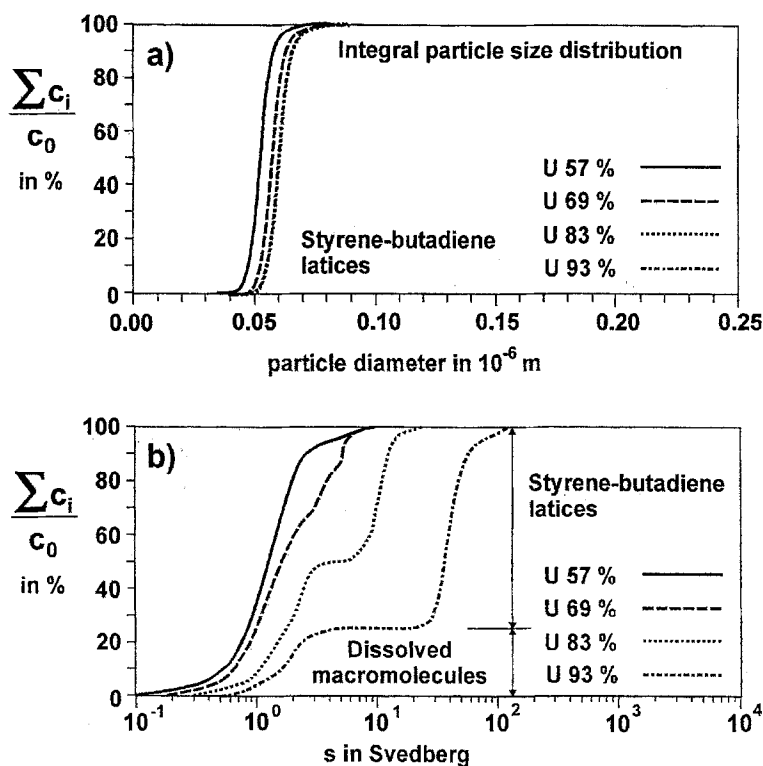 100
80
60
40
20
0
a)
Integral particle size distribution
∑ci
c0
in %
U 57 %
U 69 %
U 83 %
U 93 %
Styrene-butadiene
latices
0.00 0.05 0.10 0.15 0.20 0.25
particle diameter in 10⁻⁶ m
100
80
60
40
20
0
b)
∑ci
c0
in %
Styrene-butadiene
latices
U 57 %
U 69 %
U 83 %
U 93 %
Dissolved
macromolecules
10⁻¹ 10⁰ 10¹ 10² 10³ 10⁴
s in Svedberg